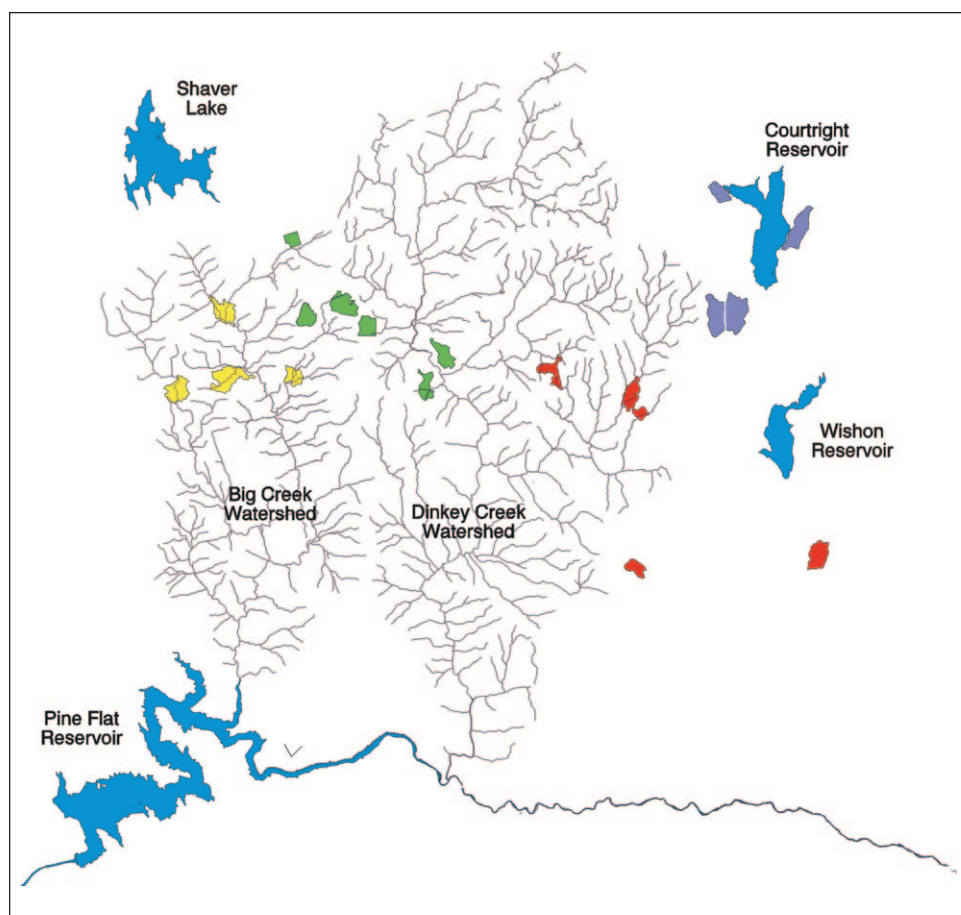 Shaver
Lake
Courtright
Reservoir
Wishon
Reservoir
Big Creek
Watershed
Dinkey Creek
Watershed
Pine Flat
Reservoir